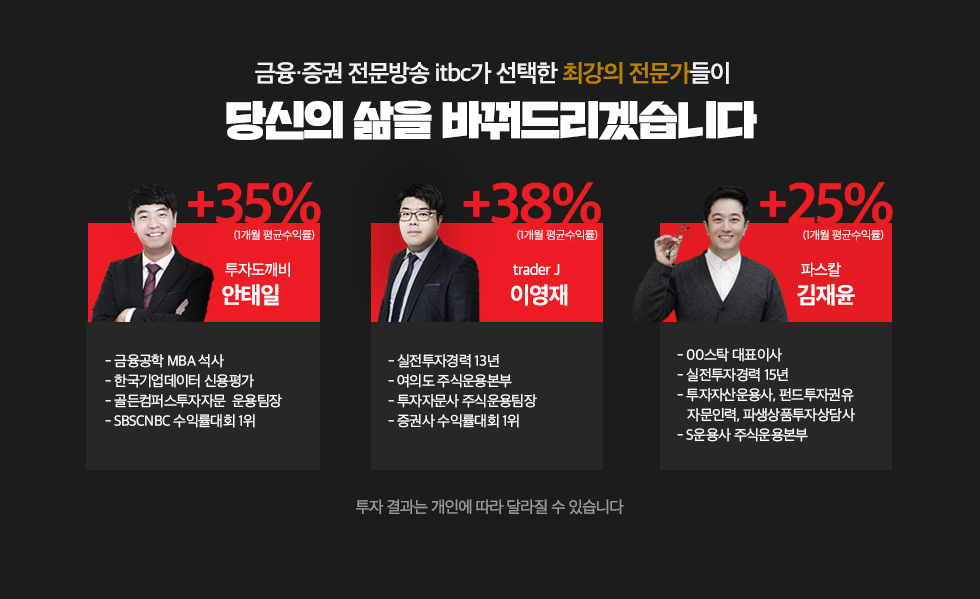 금융·증권 전문방송 itbc가 선택한 최강의 전문가들이
당신의 삶을 바꿔드리겠습니다
+35%
(1개월 평균수익률)
투자도깨비
안태일
- 금융공학 MBA 석사
- 한국기업데이터 신용평가
- 골든컴퍼스투자자문 운용팀장
- SBSCNBC 수익률대회 1위
+38%
(1개월 평균수익률)
trader J
이영재
- 실전투자경력 13년
- 여의도 주식운용본부
- 투자자문사 주식운용팀장
- 증권사 수익률대회 1위
+25%
(1개월 평균수익률)
파스칼
김재윤
- OO스탁 대표이사
- 실전투자경력 15년
- 투자자산운용사, 펀드투자권유
자문인력, 파생상품투자상담사
- S운용사 주식운용본부
투자 결과는 개인에 따라 달라질 수 있습니다